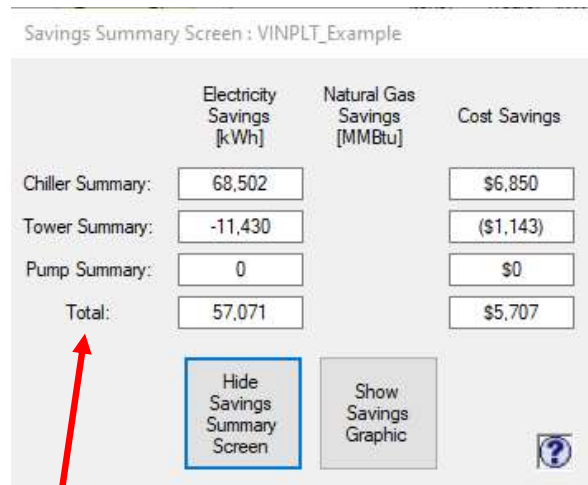 Savings Summary Screen : VINPLT_Example
Electricity Savings [kWh]
Natural Gas Savings [MMBtu]
Cost Savings
Chiller Summary: 68,502 $6,850
Tower Summary: -11,430 ($1,143)
Pump Summary: 0 $0
Total: 57,071 $5,707
Hide Savings Summary Screen
Show Savings Graphic
?